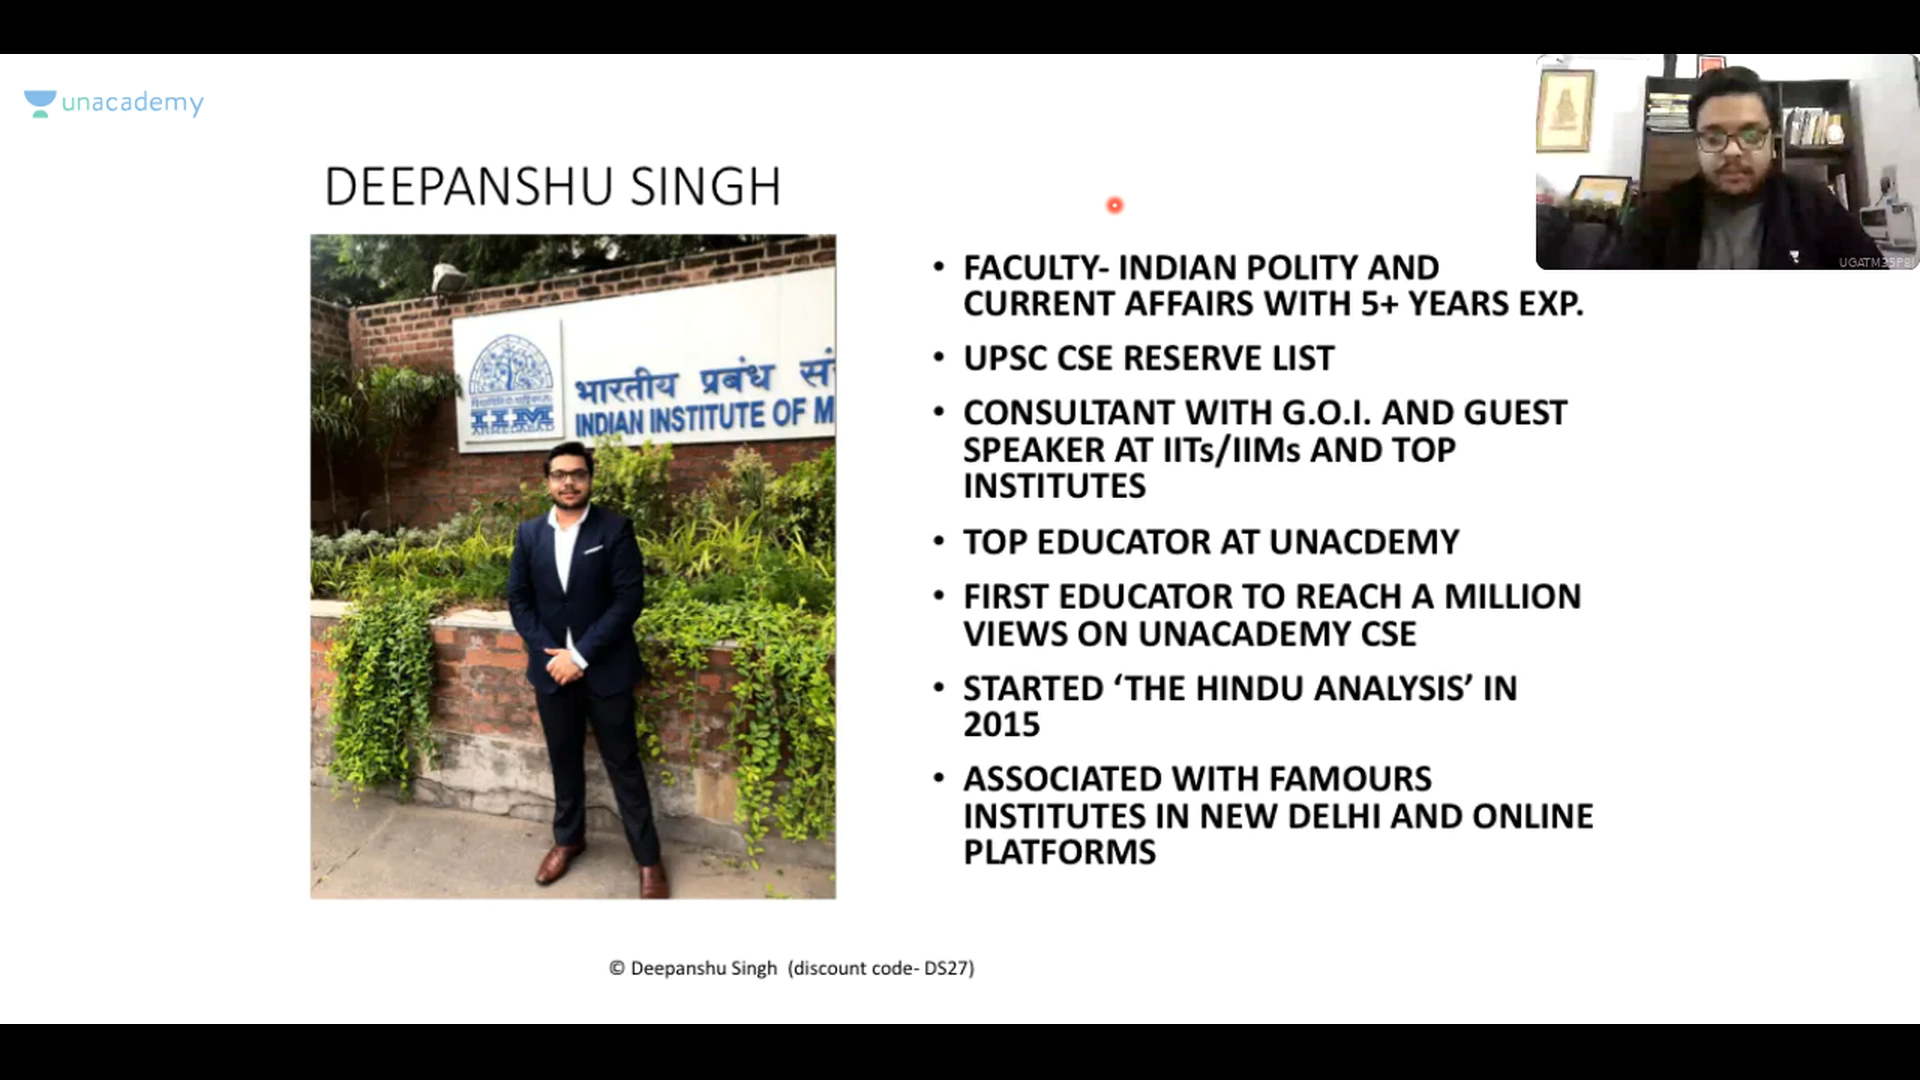 unacademy
DEEPANSHU SINGH
भारतीय प्रबंध
INDIAN INSTITUTE OF M
IIM
AHMEDABAD
• FACULTY- INDIAN POLITY AND
CURRENT AFFAIRS WITH 5+ YEARS EXP.
• UPSC CSE RESERVE LIST
• CONSULTANT WITH G.O.I. AND GUEST
SPEAKER AT IITs/IIMs AND TOP
INSTITUTES
• TOP EDUCATOR AT UNACDEMY
• FIRST EDUCATOR TO REACH A MILLION
VIEWS ON UNACADEMY CSE
• STARTED ‘THE HINDU ANALYSIS’ IN
2015
• ASSOCIATED WITH FAMOURS
INSTITUTES IN NEW DELHI AND ONLINE
PLATFORMS
© Deepanshu Singh (discount code- DS27)